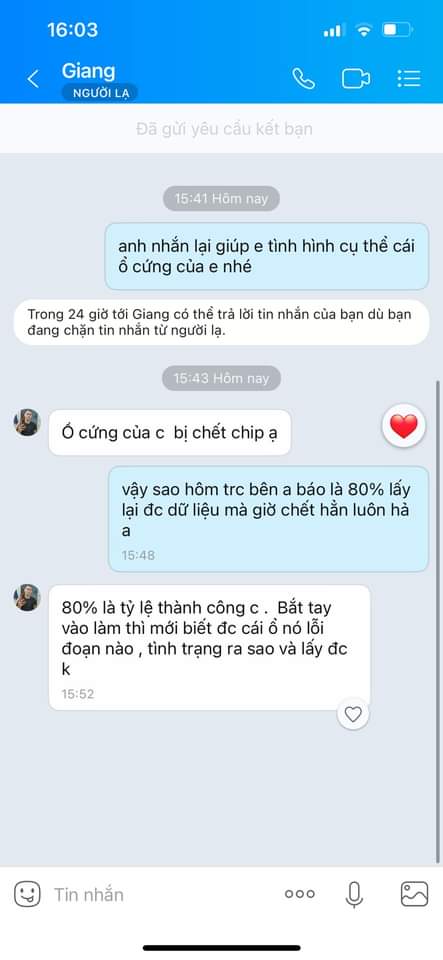 16:03
Giang
NGƯỜI LẠ
Đã gửi yêu cầu kết bạn
15:41 Hôm nay
anh nhắn lại giúp e tình hình cụ thể cái
ổ cứng của e nhé
Trong 24 giờ tới Giang có thể trả lời tin nhắn của bạn dù bạn
đang chặn tin nhắn từ người lạ.
15:43 Hôm nay
Ổ cứng của c bị chết chip ạ
vậy sao hôm trc bên a báo là 80% lấy
lại đc dữ liệu mà giờ chết hẳn luôn hả
a
15:48
80% là tỷ lệ thành công c . Bắt tay
vào làm thì mới biết đc cái ổ nó lỗi
đoạn nào , tình trạng ra sao và lấy đc
k
15:52
Tin nhắn